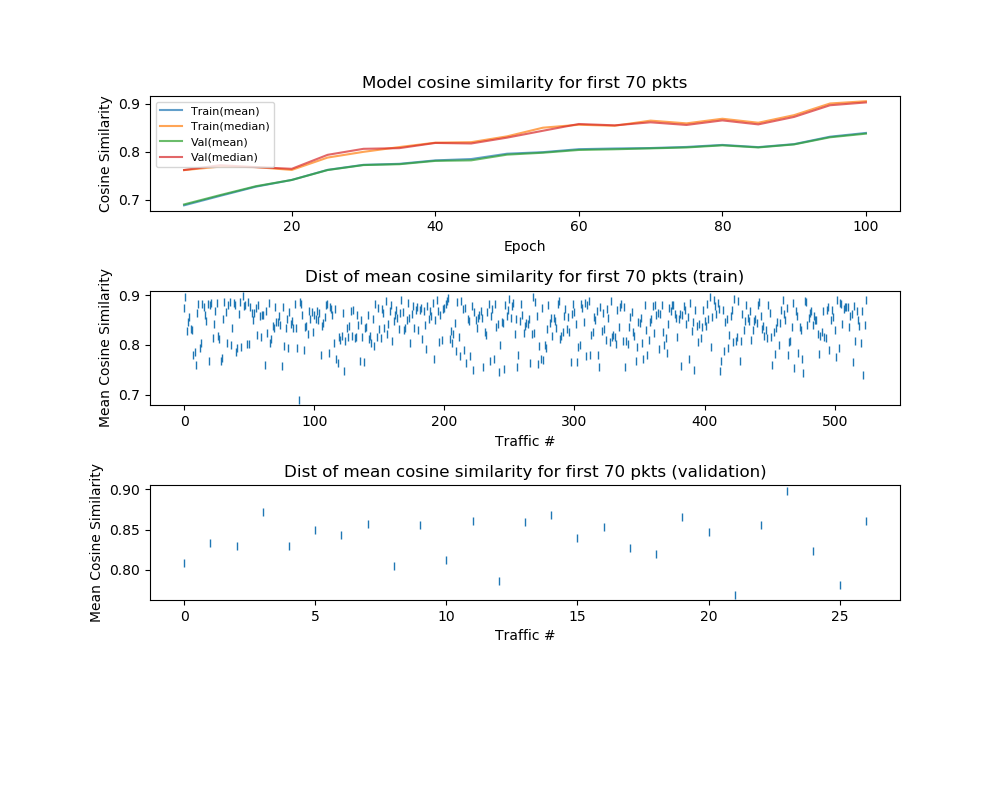 Model cosine similarity for first 70 pkts
Cosine Similarity
0.9
0.8
0.7
Train(mean)
Train(median)
Val(mean)
Val(median)
20 40 60 80 100
Epoch
Dist of mean cosine similarity for first 70 pkts (train)
Mean Cosine Similarity
0.9
0.8
0.7
0 100 200 300 400 500
Traffic #
Dist of mean cosine similarity for first 70 pkts (validation)
Mean Cosine Similarity
0.90
0.85
0.80
0 5 10 15 20 25
Traffic #